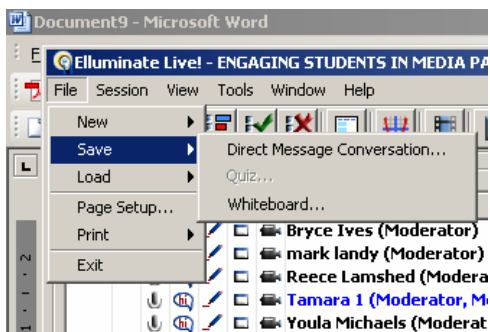 Document9 - Microsoft Word
Elluminate Live! - ENGAGING STUDENTS IN MEDIA PA
File Session View Tools Window Help
New
Save
Direct Message Conversation...
Load
Quiz...
Page Setup...
Whiteboard...
Print
Bryce Ives (Moderator)
mark landy (Moderator)
Exit
Reece Lamshed (Modera
Tamara 1 (Moderator, M
Youla Michaels (Moderat